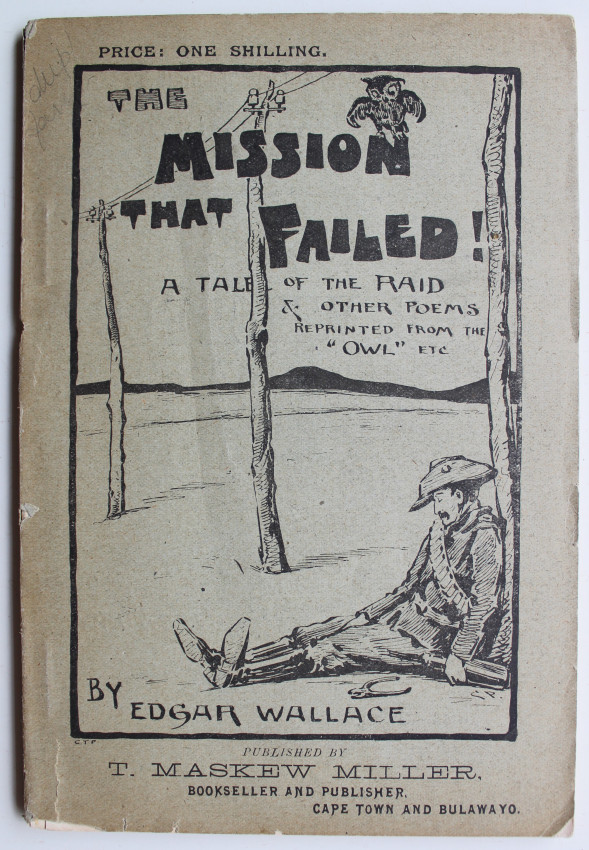 PRICE: ONE SHILLING.
THE
MISSION
THAT FAILED!
A TALE OF THE RAID
& OTHER POEMS
REPRINTED FROM THE
"OWL" ETC
BY
EDGAR WALLACE
C.T.P
PUBLISHED BY
T. MASKEW MILLER,
BOOKSELLER AND PUBLISHER,
CAPE TOWN AND BULAWAYO.